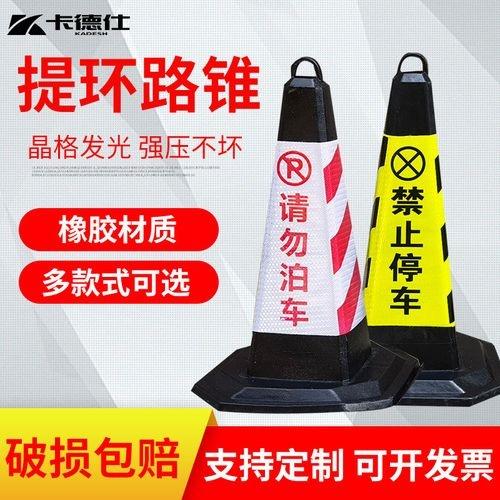 卡德仕
KADESH
提环路锥
晶格发光 强压不坏
橡胶材质
多款式可选
请勿泊车
禁止停车
破损包赔
支持定制 可开发票